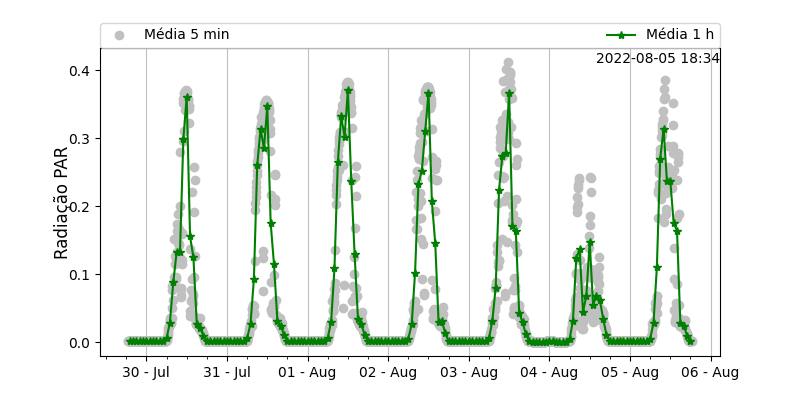 Média 5 min
Média 1 h
2022-08-05 18:34
Radiação PAR
0.4
0.3
0.2
0.1
0.0
30 - Jul
31 - Jul
01 - Aug
02 - Aug
03 - Aug
04 - Aug
05 - Aug
06 - Aug